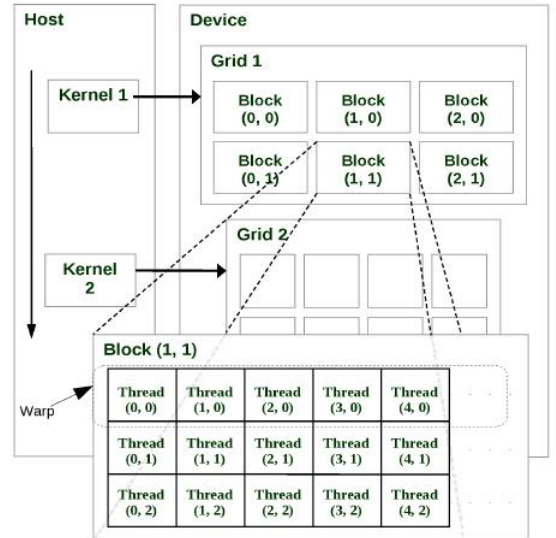 Host
Device
Grid 1
Kernel 1
Block
(0, 0)
Block
(1, 0)
Block
(2, 0)
Block
(0, 1)
Block
(1, 1)
Block
(2, 1)
Grid 2
Kernel
2
Block (1, 1)
Warp
Thread
(0, 0)
Thread
(1, 0)
Thread
(2, 0)
Thread
(3, 0)
Thread
(4, 0)
. . .
Thread
(0, 1)
Thread
(1, 1)
Thread
(2, 1)
Thread
(3, 1)
Thread
(4, 1)
. . .
Thread
(0, 2)
Thread
(1, 2)
Thread
(2, 2)
Thread
(3, 2)
Thread
(4, 2)
. . .